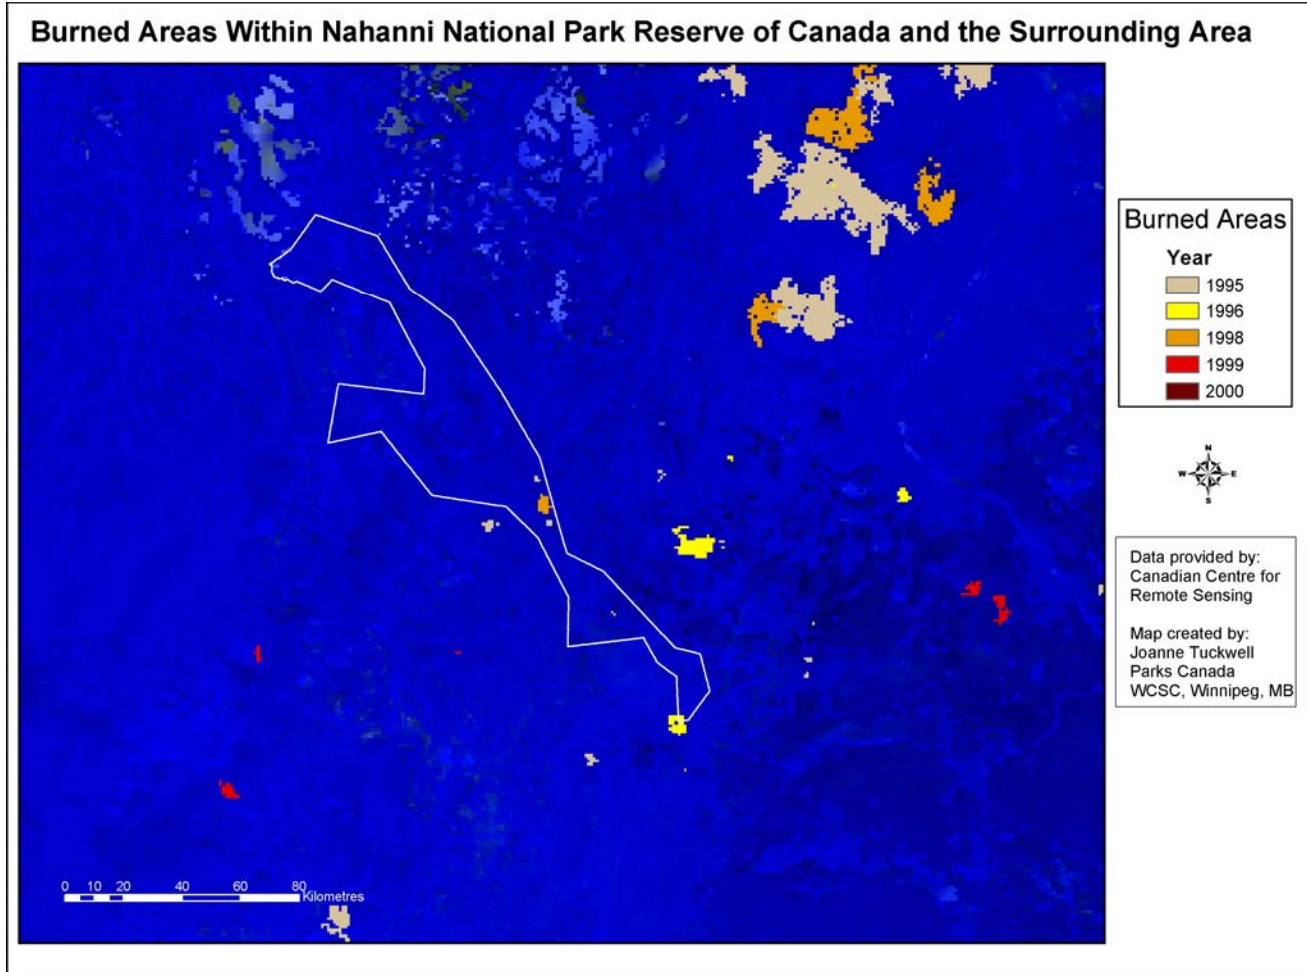 Burned Areas Within Nahanni National Park Reserve of Canada and the Surrounding Area
Burned Areas
Year
1995
1996
1998
1999
2000
N
W E
S
Data provided by:
Canadian Centre for
Remote Sensing
Map created by:
Joanne Tuckwell
Parks Canada
WCSC, Winnipeg, MB
0 10 20 40 60 80
Kilometres